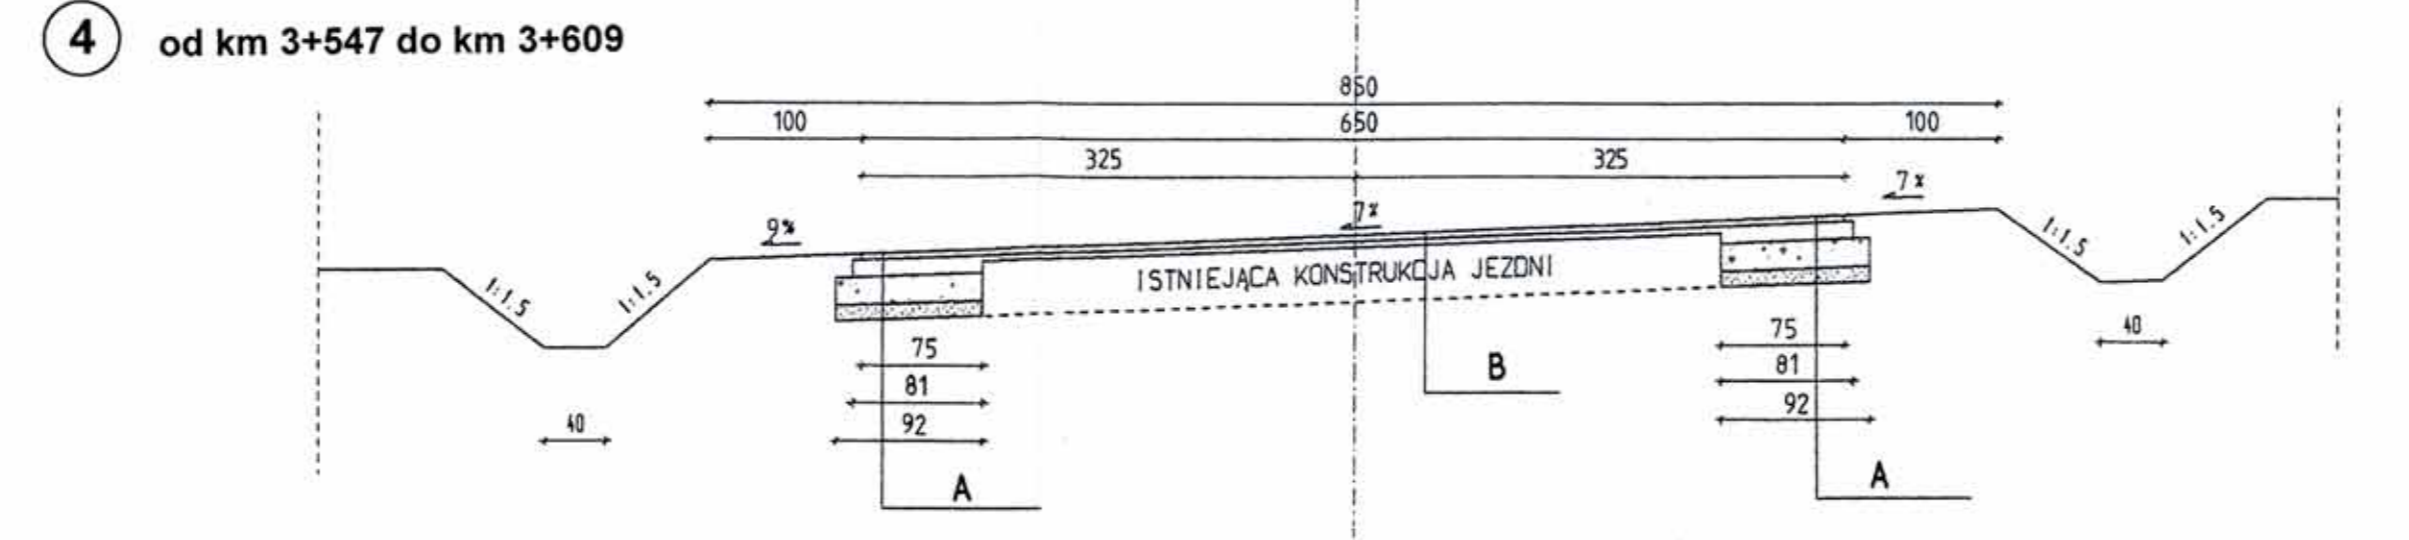 4 od km 3+547 do km 3+609
850
100 650 100
325 325
7%
9% 7%
1:1.5 1:1.5 1:1.5 1:1.5
ISTNIEJĄCA KONSTRUKCJA JEZDNI
75 75
81 B 81
92 92
40 40
A A